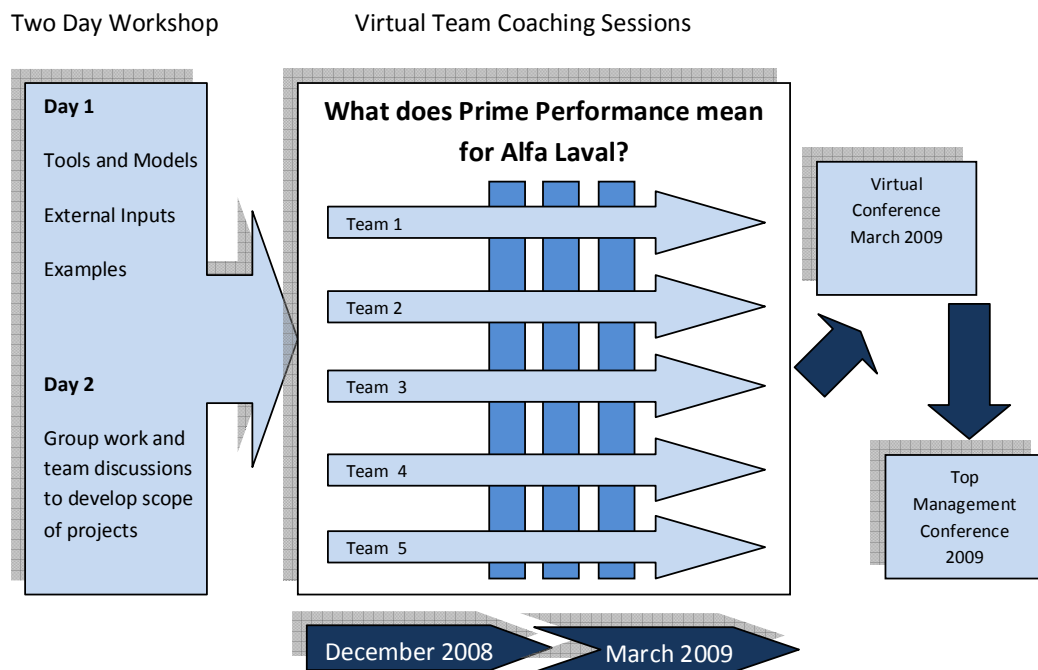 Two Day Workshop
Virtual Team Coaching Sessions
Day 1
Tools and Models
External Inputs
Examples
Day 2
Group work and
team discussions
to develop scope
of projects
What does Prime Performance mean
for Alfa Laval?
Team 1
Team 2
Team 3
Team 4
Team 5
December 2008
March 2009
Virtual
Conference
March 2009
Top
Management
Conference
2009